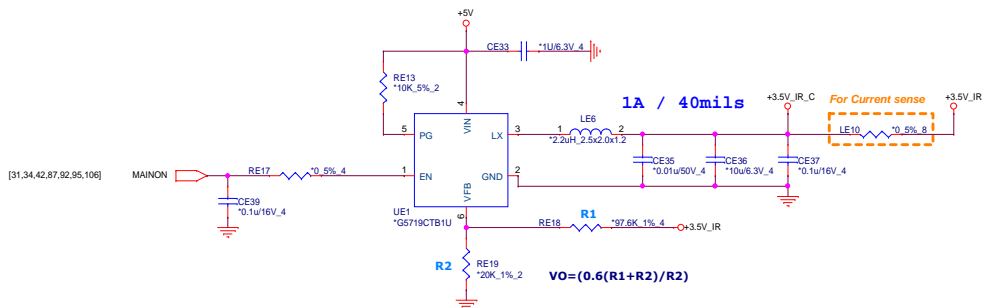 +5V
CE33
*1U/6.3V_4
RE13
*10K_5%_2
1A / 40mils
+3.5V_IR_C
For Current sense
+3.5V_IR
4
VIN
5
PG
LX
3
LE6
1
2
*2.2uH_2.5x2.0x1.2
LE10
*0_5%_8
[31,34,42,87,92,95,106]
MAINON
RE17
*0_5%_4
1
EN
GND
2
CE35
*0.01u/50V_4
CE36
*10u/6.3V_4
CE37
*0.1u/16V_4
CE39
*0.1u/16V_4
VFB
UE1
*G5719CTB1U
6
R1
RE18
*97.6K_1%_4
+3.5V_IR
R2
RE19
*20K_1%_2
VO=(0.6(R1+R2)/R2)